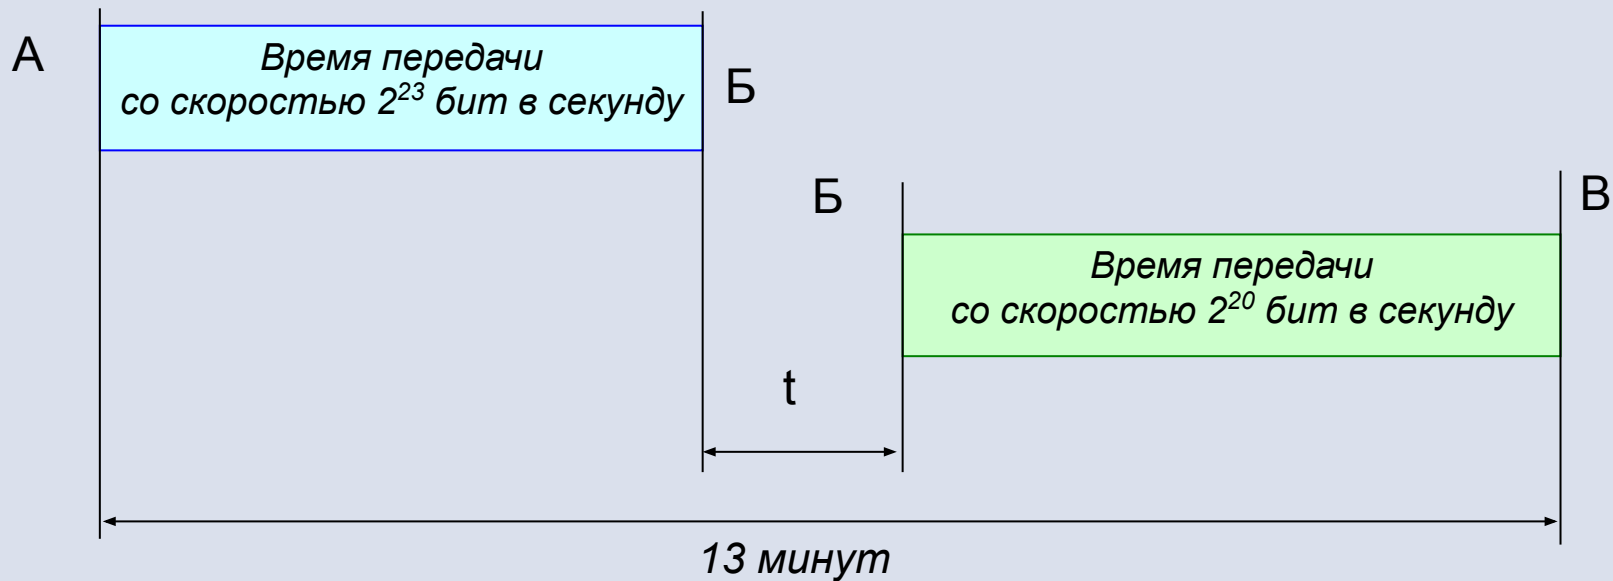 А
Время передачи
со скоростью 2²³ бит в секунду
Б
Б
В
Время передачи
со скоростью 2²⁰ бит в секунду
t
13 минут